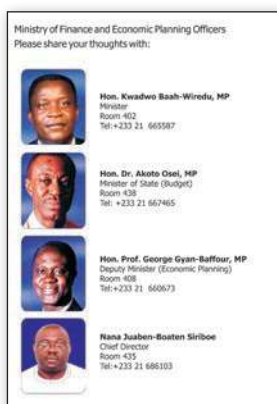 Ministry of Finance and Economic Planning Officers
Please share your thoughts with:
Hon. Kwadwo Baah-Wiredu, MP
Minister
Room 402
Tel:+233 21 665587
Hon. Dr. Akoto Osei, MP
Minister of State (Budget)
Room 438
Tel: +233 21 667465
Hon. Prof. George Gyan-Baffour, MP
Deputy Minister (Economic Planning)
Room 408
Tel:+233 21 660673
Nana Juaben-Boaten Siriboe
Chief Director
Room 435
Tel:+233 21 686103